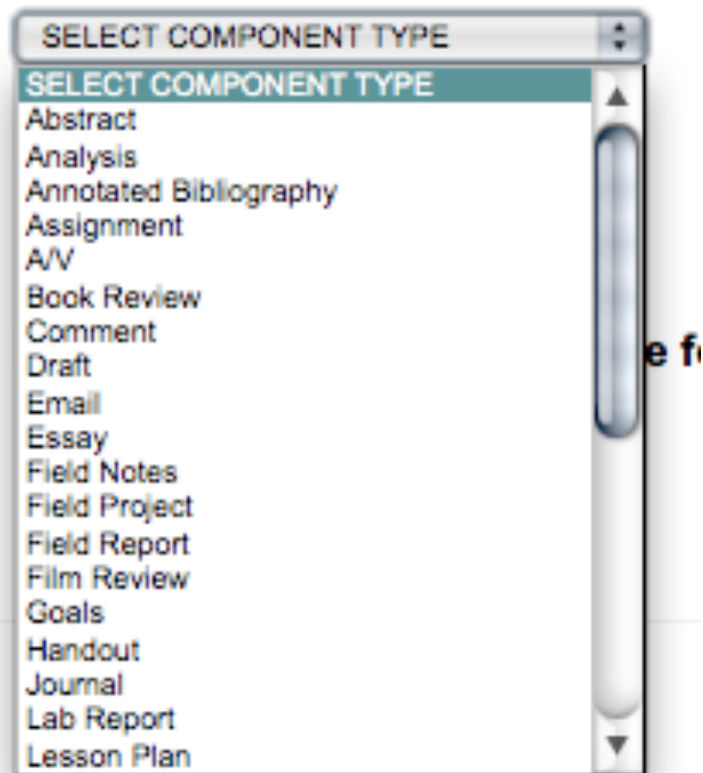 SELECT COMPONENT TYPE
SELECT COMPONENT TYPE
Abstract
Analysis
Annotated Bibliography
Assignment
A/V
Book Review
Comment
Draft
Email
Essay
Field Notes
Field Project
Field Report
Film Review
Goals
Handout
Journal
Lab Report
Lesson Plan